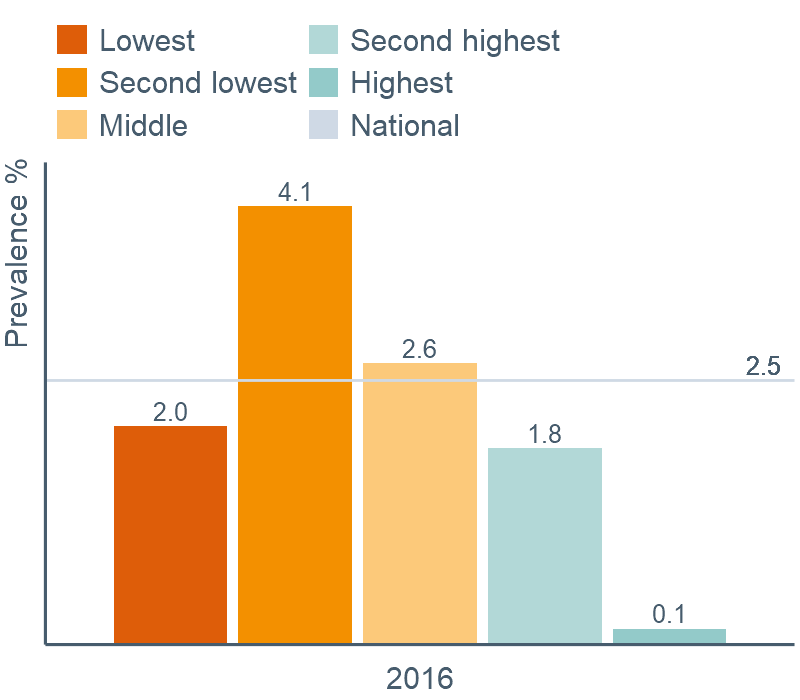 Lowest
Second lowest
Middle
Second highest
Highest
National
Prevalence %
4.1
2.6
2.5
2.0
1.8
0.1
2016